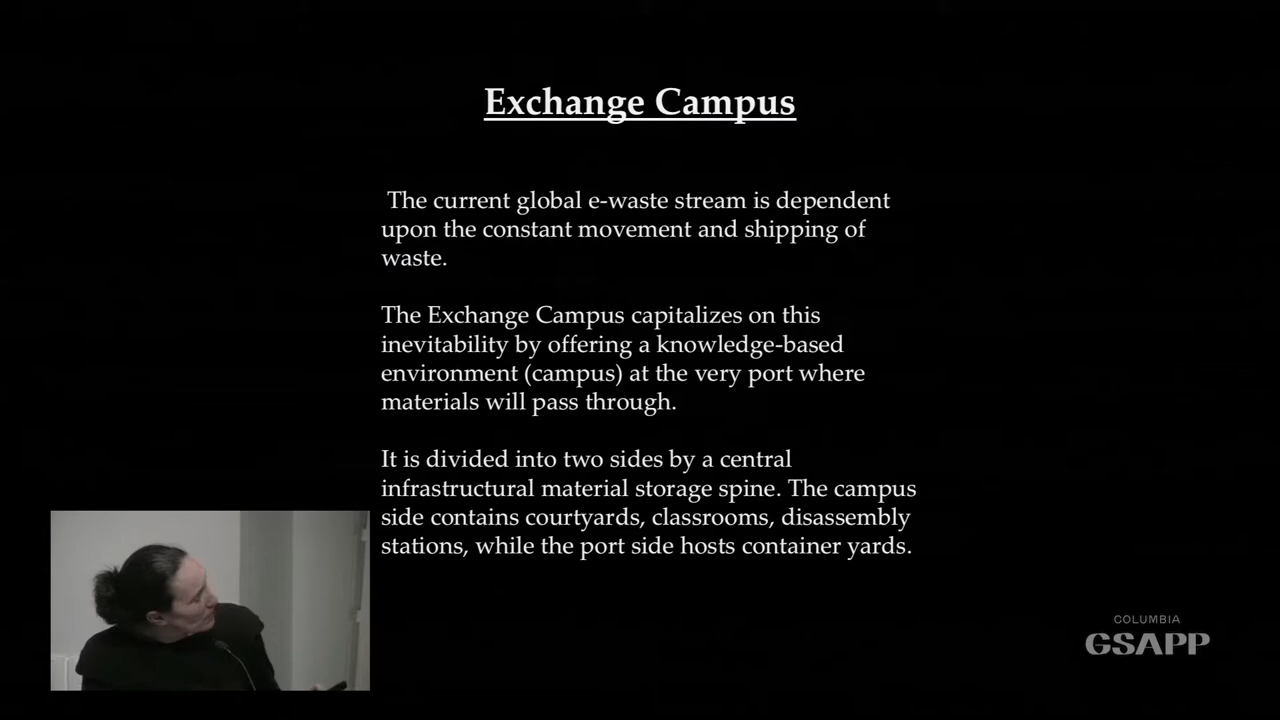 Exchange Campus
The current global e-waste stream is dependent
upon the constant movement and shipping of
waste.
The Exchange Campus capitalizes on this
inevitability by offering a knowledge-based
environment (campus) at the very port where
materials will pass through.
It is divided into two sides by a central
infrastructural material storage spine. The campus
side contains courtyards, classrooms, disassembly
stations, while the port side hosts container yards.
COLUMBIA
GSAPP